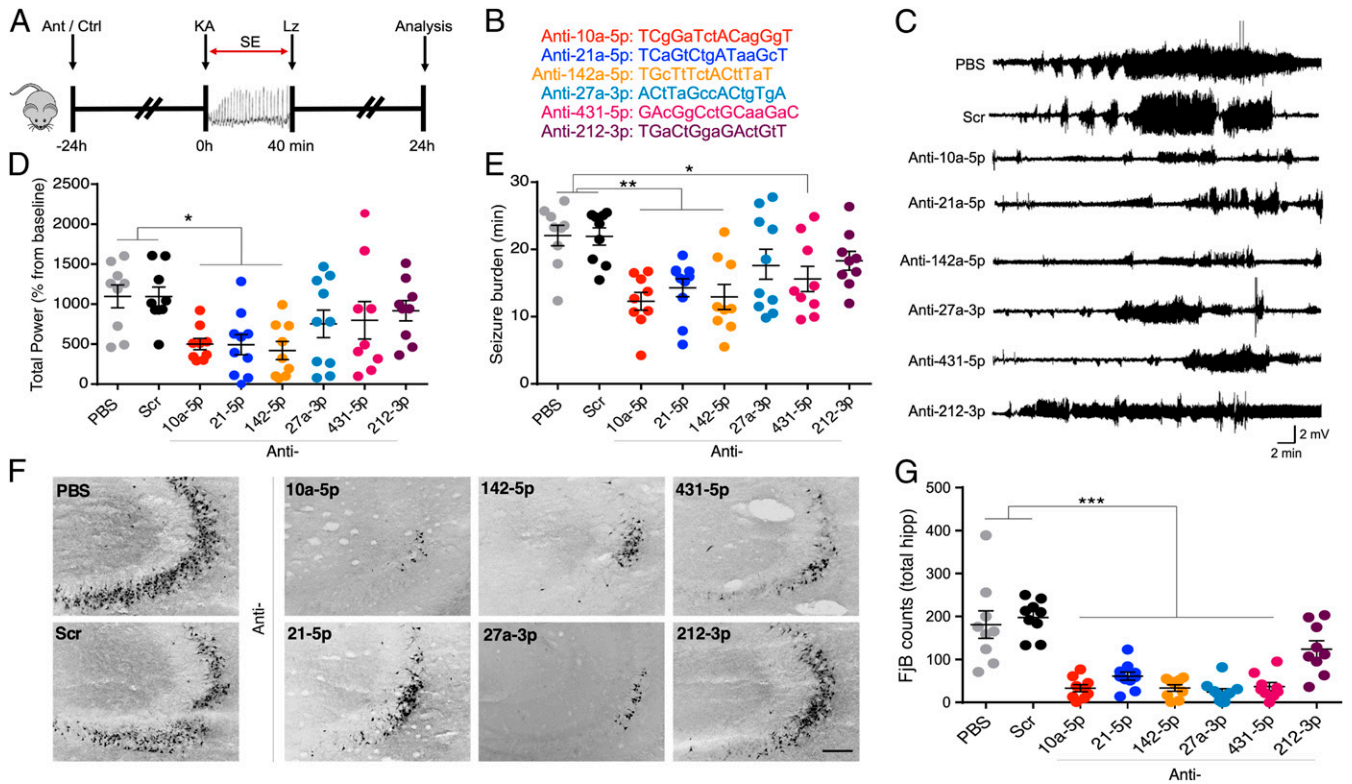 A
Ant / Ctrl
KA
Lz
Analysis
SE
-24h
0h
40 min
24h
B
Anti-10a-5p: TCgGaTctACagGgT
Anti-21a-5p: TCaGtCtgATaaGcT
Anti-142a-5p: TGcTtTctACttTaT
Anti-27a-3p: ACtTaGccACtgTgA
Anti-431-5p: GAcGgCctGCaaGaC
Anti-212-3p: TGaCtGgaGActGtT
C
PBS
Scr
Anti-10a-5p
Anti-21a-5p
Anti-142-5p
Anti-27a-3p
Anti-431-5p
Anti-212-3p
2 mV
2 min
D
Total Power (% from baseline)
2500
2000
1500
1000
500
0
*
PBS
Scr
10a-5p
21-5p
142-5p
27a-3p
431-5p
212-3p
Anti-
E
Seizure burden (min)
30
20
10
0
**
*
PBS
Scr
10a-5p
21-5p
142-5p
27a-3p
431-5p
212-3p
Anti-
F
PBS
Scr
Anti-
10a-5p
142-5p
431-5p
21-5p
27a-3p
212-3p
G
FjB counts (total hipp)
500
400
300
200
100
0
***
PBS
Scr
10a-5p
21-5p
142-5p
27a-3p
431-5p
212-3p
Anti-